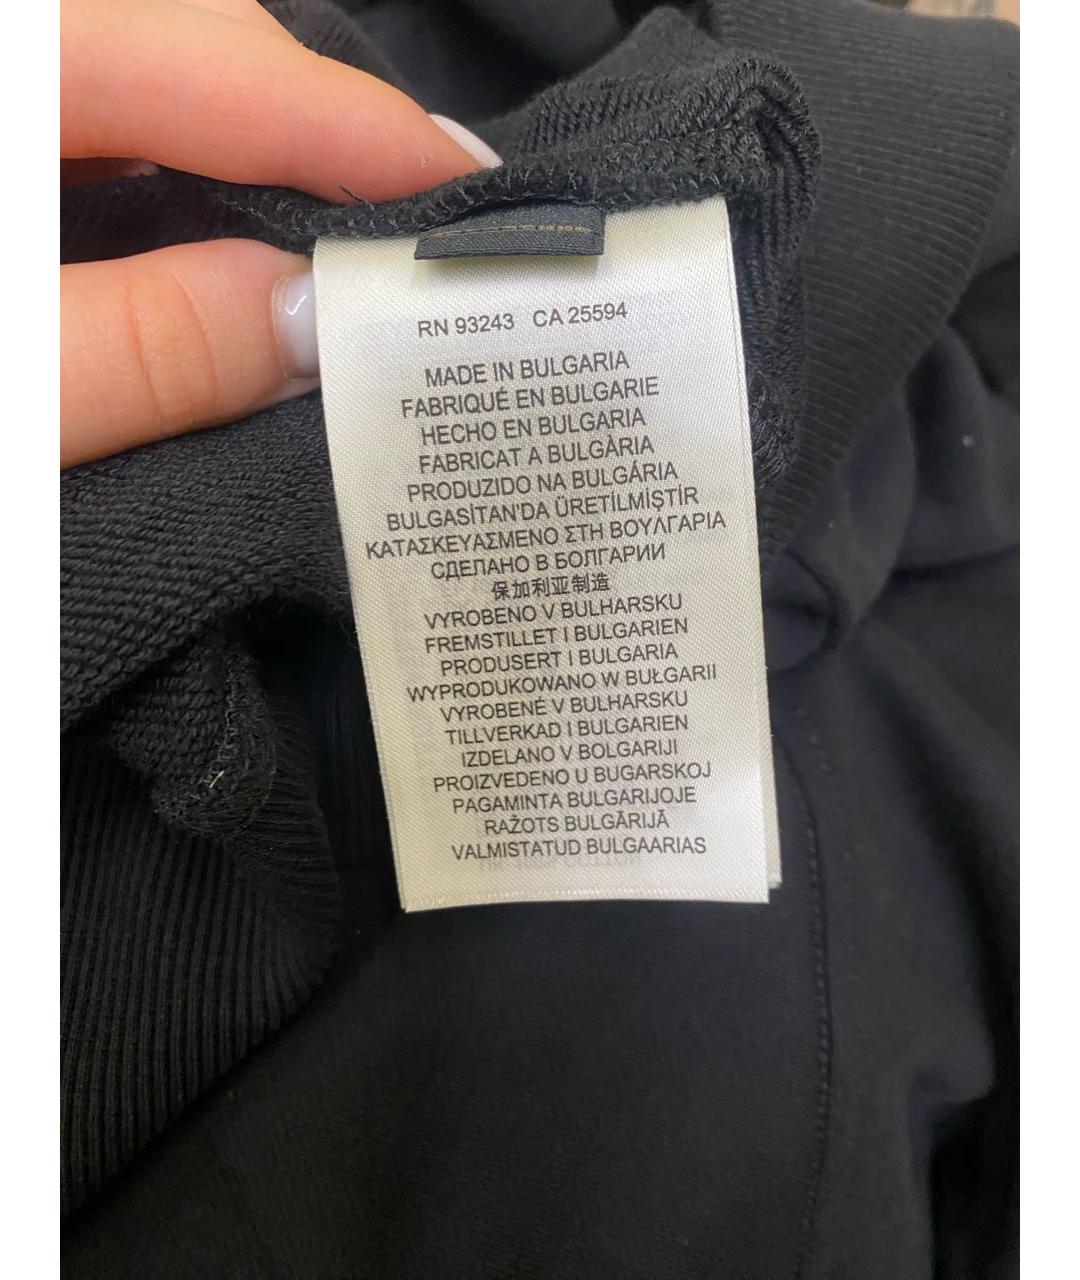 RN 93243 CA 25594
MADE IN BULGARIA
FABRIQUÉ EN BULGARIE
HECHO EN BULGARIA
FABRICAT A BULGÀRIA
PRODUZIDO NA BULGÁRIA
BULGASİTAN'DA ÜRETİLMİŞTİR
ΚΑΤΑΣΚΕΥΑΣΜΕΝΟ ΣΤΗ ΒΟΥΛΓΑΡΙΑ
СДЕЛАНО В БОЛГАРИИ
保加利亚制造
VYROBENO V BULHARSKU
FREMSTILLET I BULGARIEN
PRODUSERT I BULGARIA
WYPRODUKOWANO W BUŁGARII
VYROBENÉ V BULHARSKU
TILLVERKAD I BULGARIEN
IZDELANO V BOLGARIJI
PROIZVEDENO U BUGARSKOJ
PAGAMINTA BULGARIJOJE
RAŽOTS BULGĀRIJĀ
VALMISTATUD BULGAARIAS